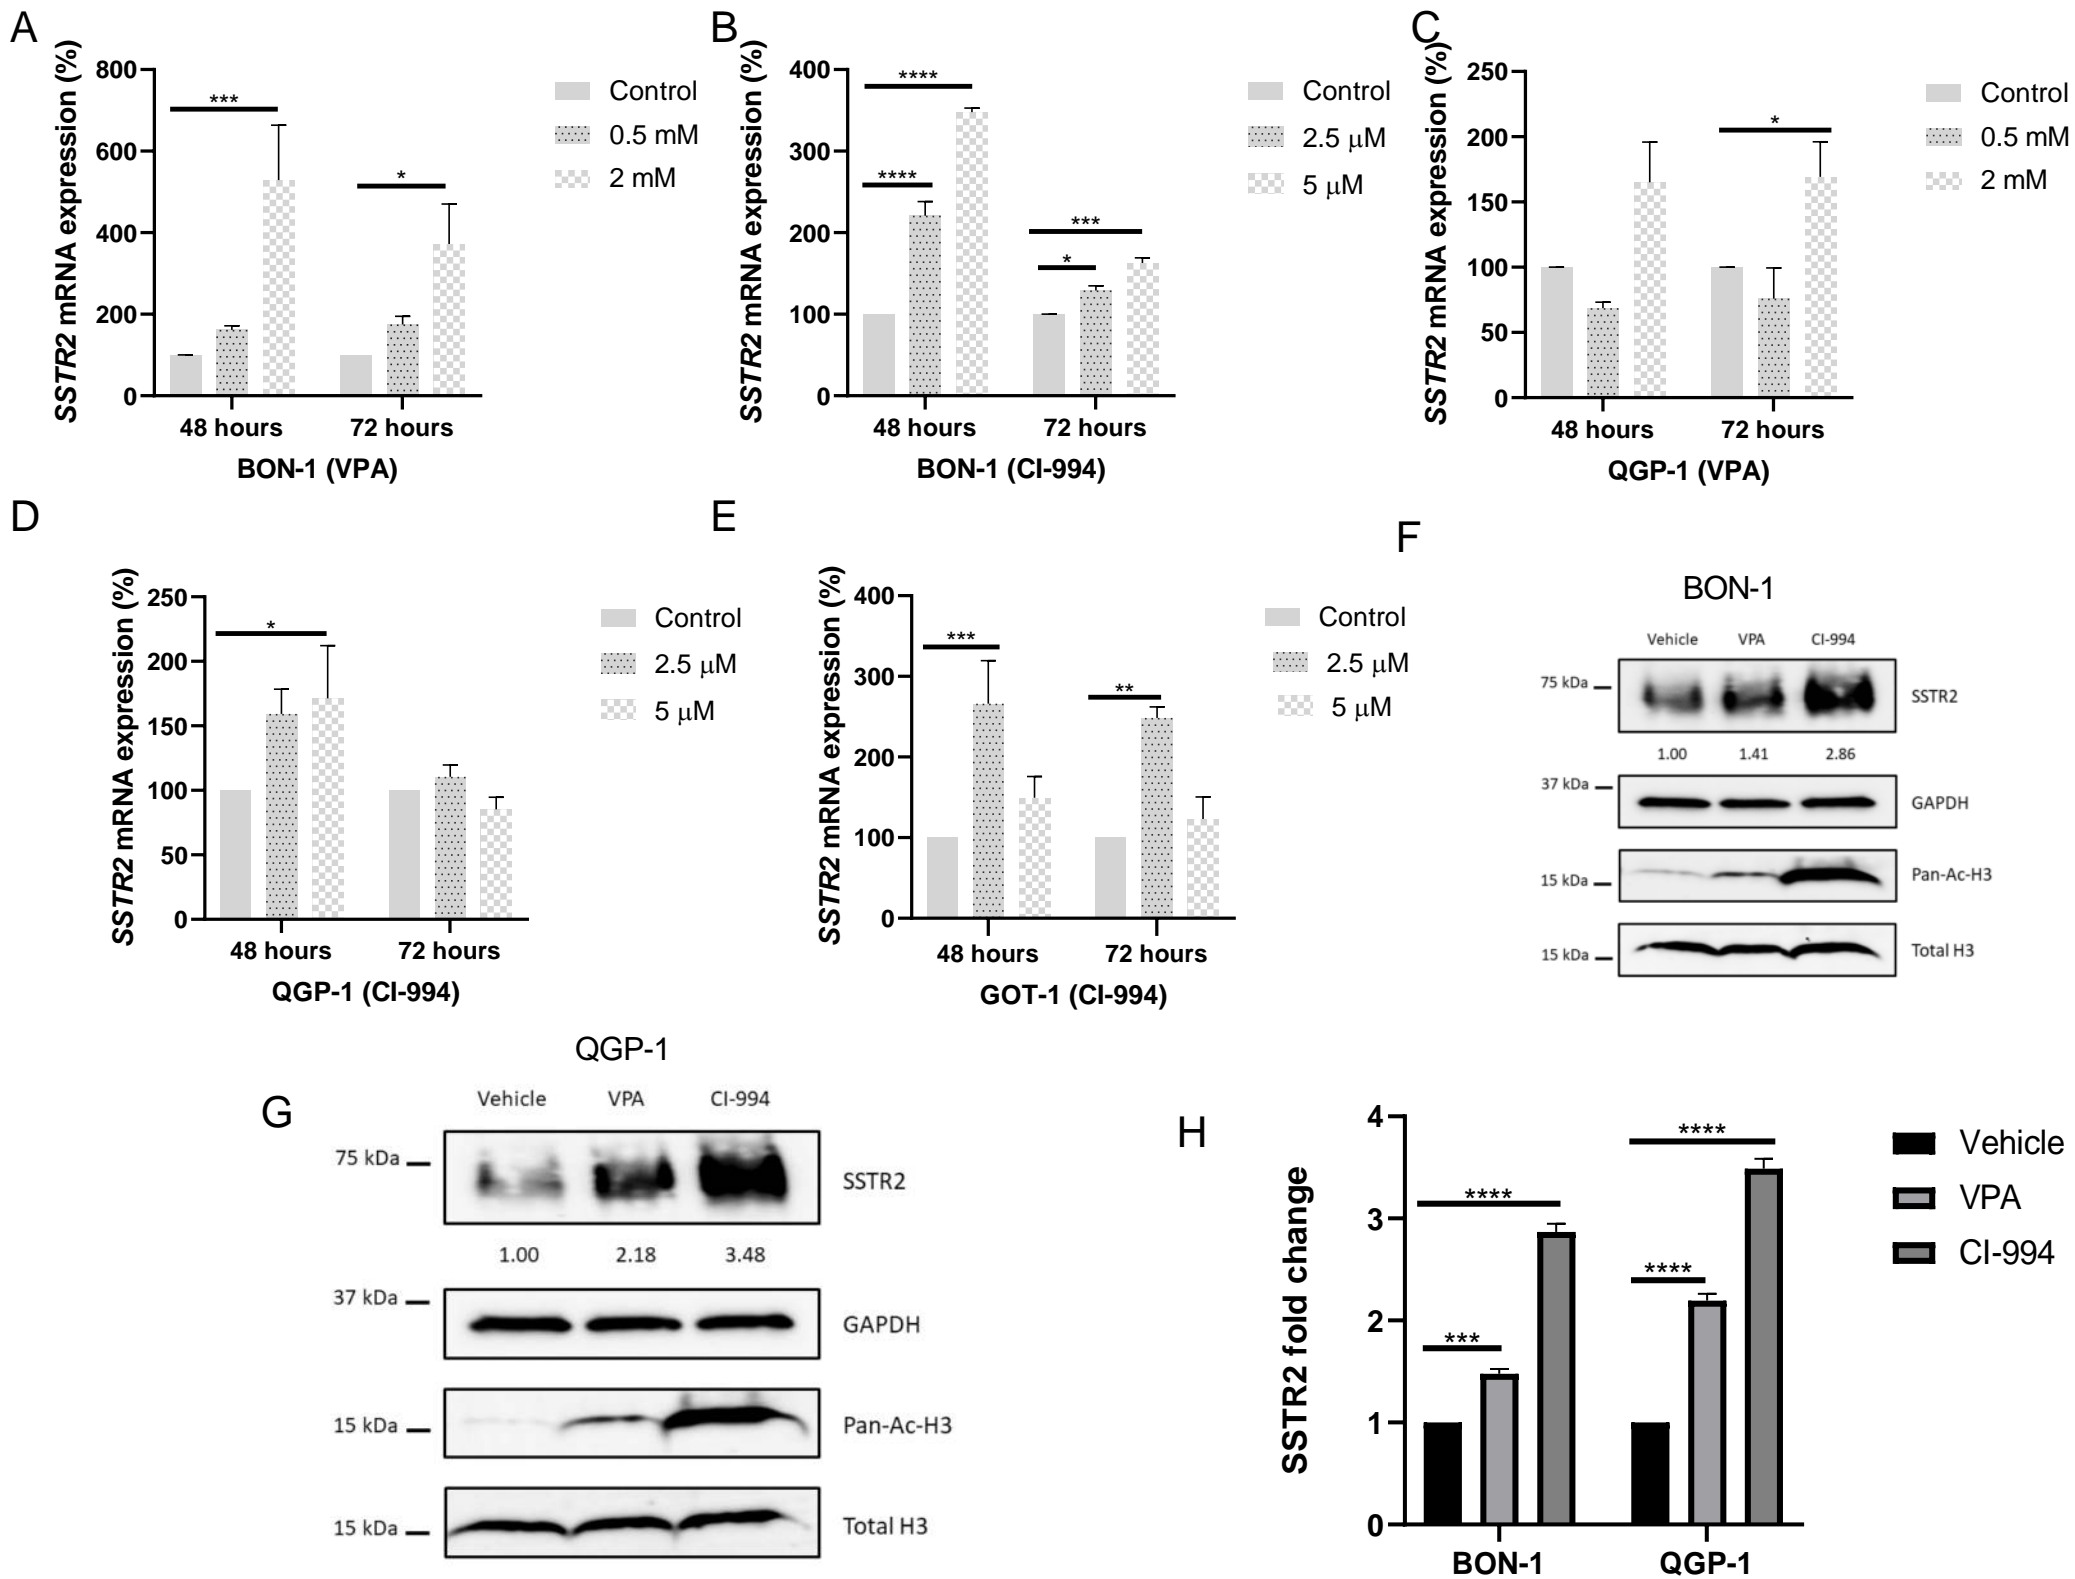 A
SSTR2 mRNA expression (%)
800
600
400
200
0
***
*
48 hours
72 hours
BON-1 (VPA)
Control
0.5 mM
2 mM
B
SSTR2 mRNA expression (%)
400
300
200
100
0
****
****
***
*
48 hours
72 hours
BON-1 (CI-994)
Control
2.5 μM
5 μM
C
SSTR2 mRNA expression (%)
250
200
150
100
50
0
*
48 hours
72 hours
QGP-1 (VPA)
Control
0.5 mM
2 mM
D
SSTR2 mRNA expression (%)
250
200
150
100
50
0
*
48 hours
72 hours
QGP-1 (CI-994)
Control
2.5 μM
5 μM
E
SSTR2 mRNA expression (%)
400
300
200
100
0
***
**
48 hours
72 hours
GOT-1 (CI-994)
Control
2.5 μM
5 μM
F
BON-1
Vehicle VPA CI-994
75 kDa SSTR2
1.00 1.41 2.86
37 kDa GAPDH
15 kDa Pan-Ac-H3
15 kDa Total H3
G
QGP-1
Vehicle VPA CI-994
75 kDa SSTR2
1.00 2.18 3.48
37 kDa GAPDH
15 kDa Pan-Ac-H3
15 kDa Total H3
H
SSTR2 fold change
4
3
2
1
0
****
***
****
****
BON-1
QGP-1
Vehicle
VPA
CI-994